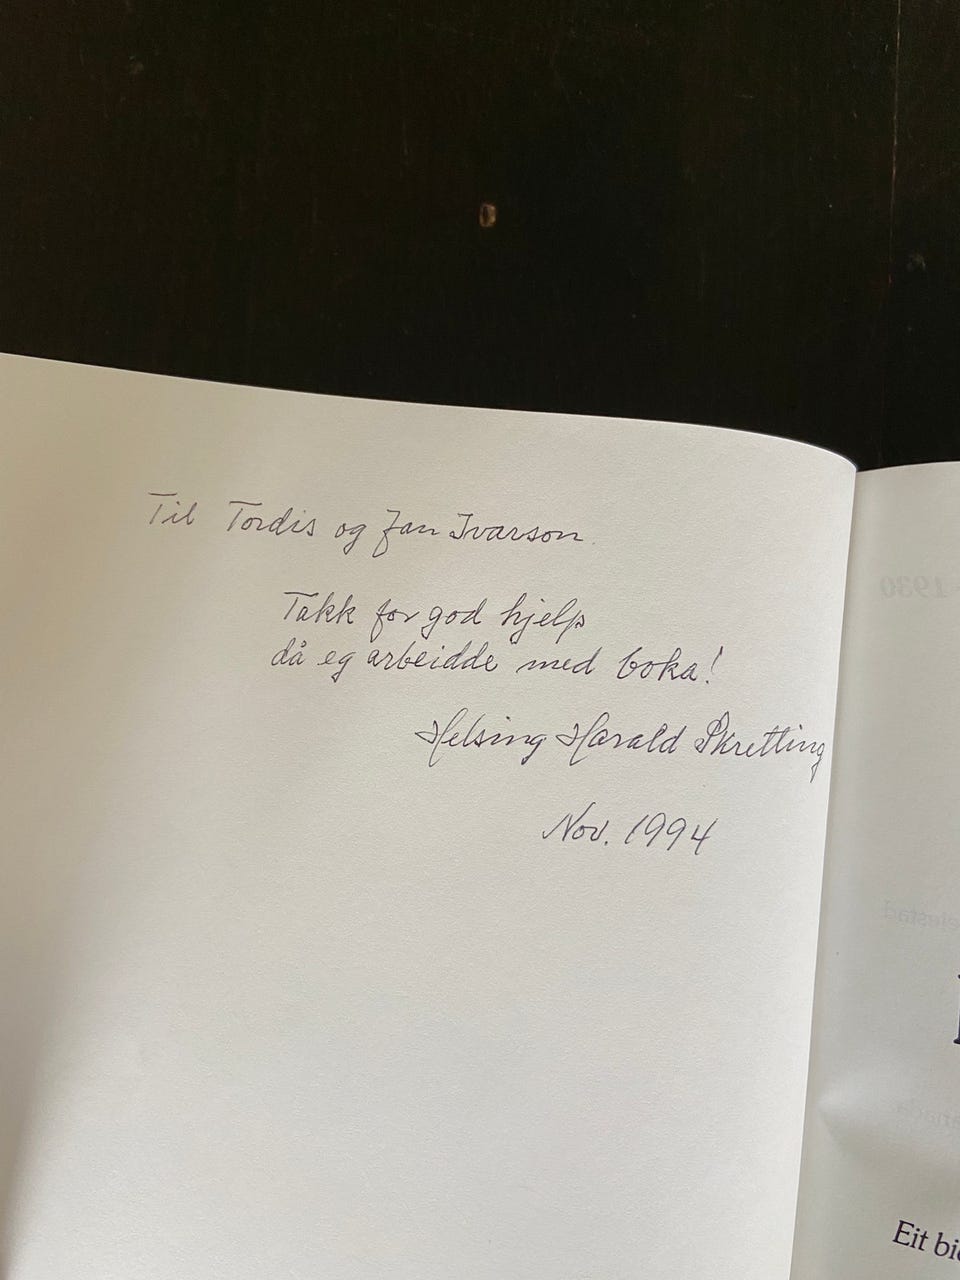 Til Tordis og Jan Ivarson.
Takk for god hjelp
då eg arbeidde med boka!
Helsing Harald Skretting
Nov. 1994
1930
Eit